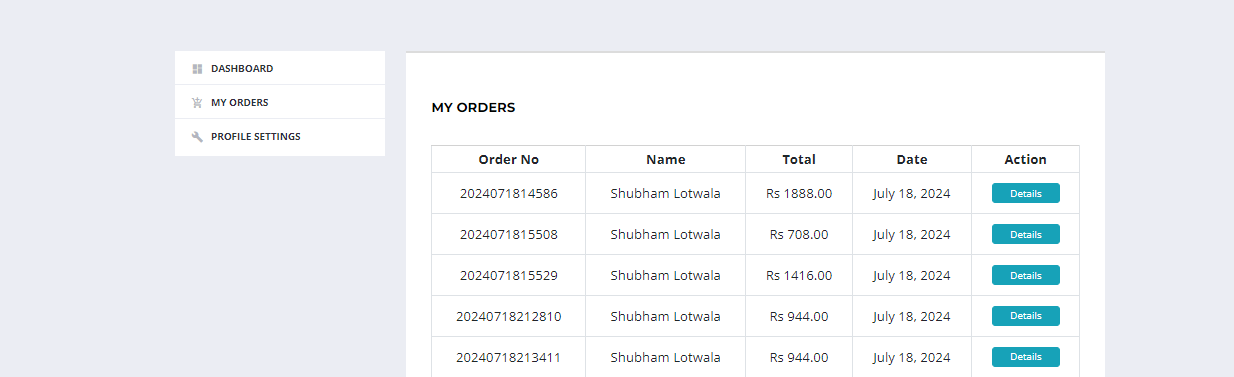 DASHBOARD
MY ORDERS
PROFILE SETTINGS
MY ORDERS
Order No Name Total Date Action
2024071814586 Shubham Lotwala Rs 1888.00 July 18, 2024 Details
2024071815508 Shubham Lotwala Rs 708.00 July 18, 2024 Details
2024071815529 Shubham Lotwala Rs 1416.00 July 18, 2024 Details
20240718212810 Shubham Lotwala Rs 944.00 July 18, 2024 Details
20240718213411 Shubham Lotwala Rs 944.00 July 18, 2024 Details